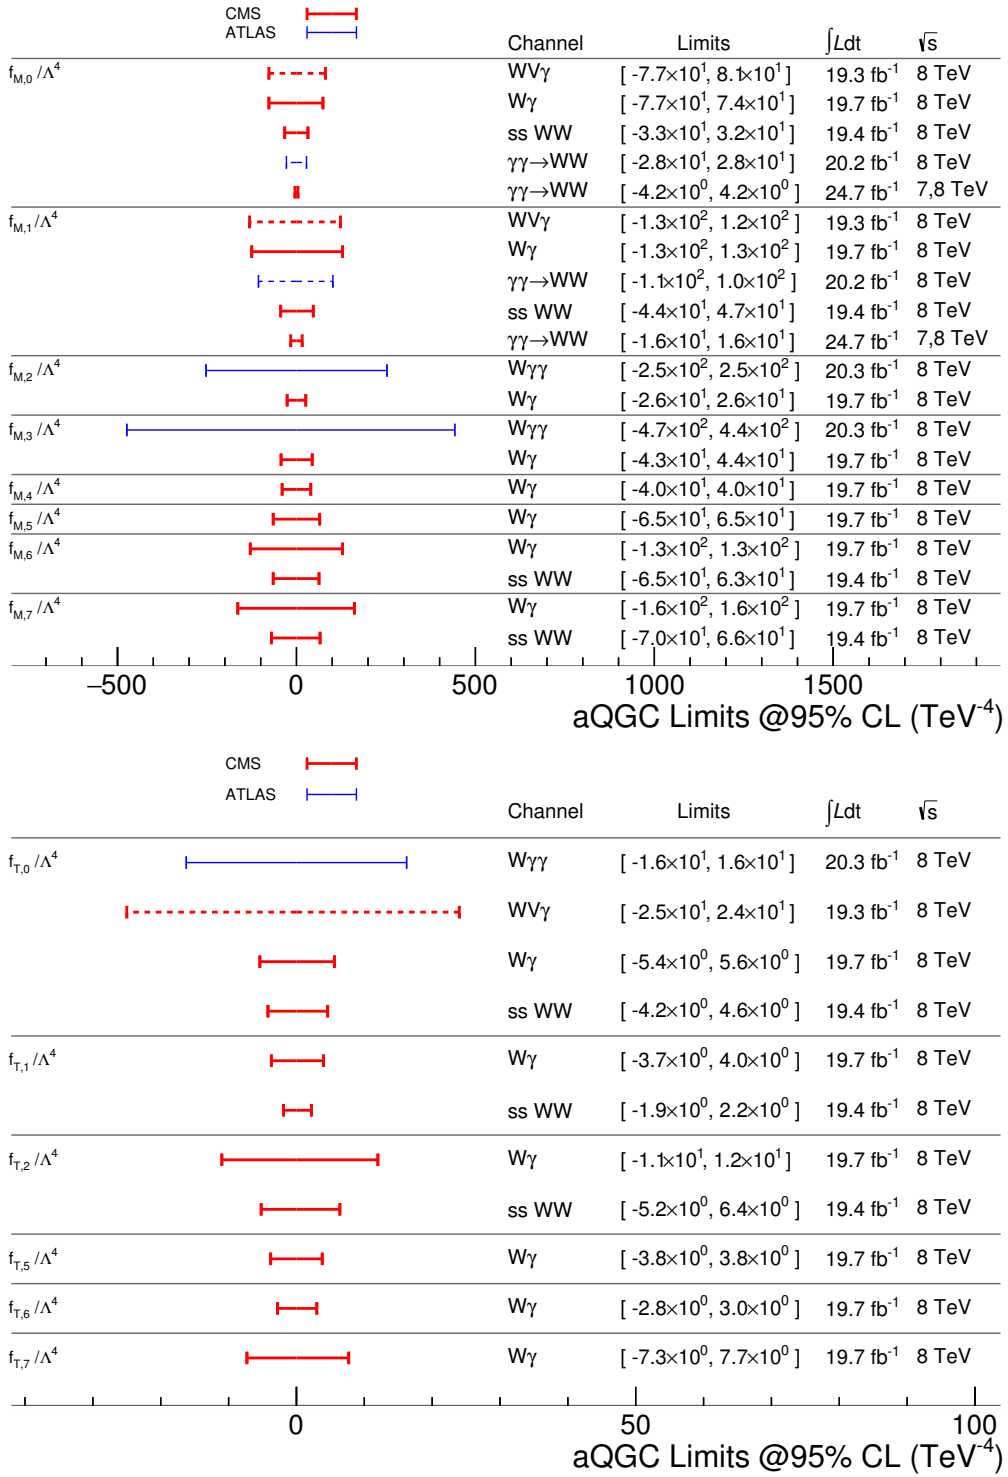 CMS
ATLAS
Channel Limits ∫Ldt √s
f_M,0 /Λ⁴ WVγ [ -7.7×10¹, 8.1×10¹ ] 19.3 fb⁻¹ 8 TeV
Wγ [ -7.7×10¹, 7.4×10¹ ] 19.7 fb⁻¹ 8 TeV
ss WW [ -3.3×10¹, 3.2×10¹ ] 19.4 fb⁻¹ 8 TeV
γγ→WW [ -2.8×10¹, 2.8×10¹ ] 20.2 fb⁻¹ 8 TeV
γγ→WW [ -4.2×10⁰, 4.2×10⁰ ] 24.7 fb⁻¹ 7,8 TeV
f_M,1 /Λ⁴ WVγ [ -1.3×10², 1.2×10² ] 19.3 fb⁻¹ 8 TeV
Wγ [ -1.3×10², 1.3×10² ] 19.7 fb⁻¹ 8 TeV
γγ→WW [ -1.1×10², 1.0×10² ] 20.2 fb⁻¹ 8 TeV
ss WW [ -4.4×10¹, 4.7×10¹ ] 19.4 fb⁻¹ 8 TeV
γγ→WW [ -1.6×10¹, 1.6×10¹ ] 24.7 fb⁻¹ 7,8 TeV
f_M,2 /Λ⁴ Wγγ [ -2.5×10², 2.5×10² ] 20.3 fb⁻¹ 8 TeV
Wγ [ -2.6×10¹, 2.6×10¹ ] 19.7 fb⁻¹ 8 TeV
f_M,3 /Λ⁴ Wγγ [ -4.7×10², 4.4×10² ] 20.3 fb⁻¹ 8 TeV
Wγ [ -4.3×10¹, 4.4×10¹ ] 19.7 fb⁻¹ 8 TeV
f_M,4 /Λ⁴ Wγ [ -4.0×10¹, 4.0×10¹ ] 19.7 fb⁻¹ 8 TeV
f_M,5 /Λ⁴ Wγ [ -6.5×10¹, 6.5×10¹ ] 19.7 fb⁻¹ 8 TeV
f_M,6 /Λ⁴ Wγ [ -1.3×10², 1.3×10² ] 19.7 fb⁻¹ 8 TeV
ss WW [ -6.5×10¹, 6.3×10¹ ] 19.4 fb⁻¹ 8 TeV
f_M,7 /Λ⁴ Wγ [ -1.6×10², 1.6×10² ] 19.7 fb⁻¹ 8 TeV
ss WW [ -7.0×10¹, 6.6×10¹ ] 19.4 fb⁻¹ 8 TeV
−500 0 500 1000 1500
aQGC Limits @95% CL (TeV⁻⁴)
CMS
ATLAS
Channel Limits ∫Ldt √s
f_T,0 /Λ⁴ Wγγ [ -1.6×10¹, 1.6×10¹ ] 20.3 fb⁻¹ 8 TeV
WVγ [ -2.5×10¹, 2.4×10¹ ] 19.3 fb⁻¹ 8 TeV
Wγ [ -5.4×10⁰, 5.6×10⁰ ] 19.7 fb⁻¹ 8 TeV
ss WW [ -4.2×10⁰, 4.6×10⁰ ] 19.4 fb⁻¹ 8 TeV
f_T,1 /Λ⁴ Wγ [ -3.7×10⁰, 4.0×10⁰ ] 19.7 fb⁻¹ 8 TeV
ss WW [ -1.9×10⁰, 2.2×10⁰ ] 19.4 fb⁻¹ 8 TeV
f_T,2 /Λ⁴ Wγ [ -1.1×10¹, 1.2×10¹ ] 19.7 fb⁻¹ 8 TeV
ss WW [ -5.2×10⁰, 6.4×10⁰ ] 19.4 fb⁻¹ 8 TeV
f_T,5 /Λ⁴ Wγ [ -3.8×10⁰, 3.8×10⁰ ] 19.7 fb⁻¹ 8 TeV
f_T,6 /Λ⁴ Wγ [ -2.8×10⁰, 3.0×10⁰ ] 19.7 fb⁻¹ 8 TeV
f_T,7 /Λ⁴ Wγ [ -7.3×10⁰, 7.7×10⁰ ] 19.7 fb⁻¹ 8 TeV
0 50 100
aQGC Limits @95% CL (TeV⁻⁴)